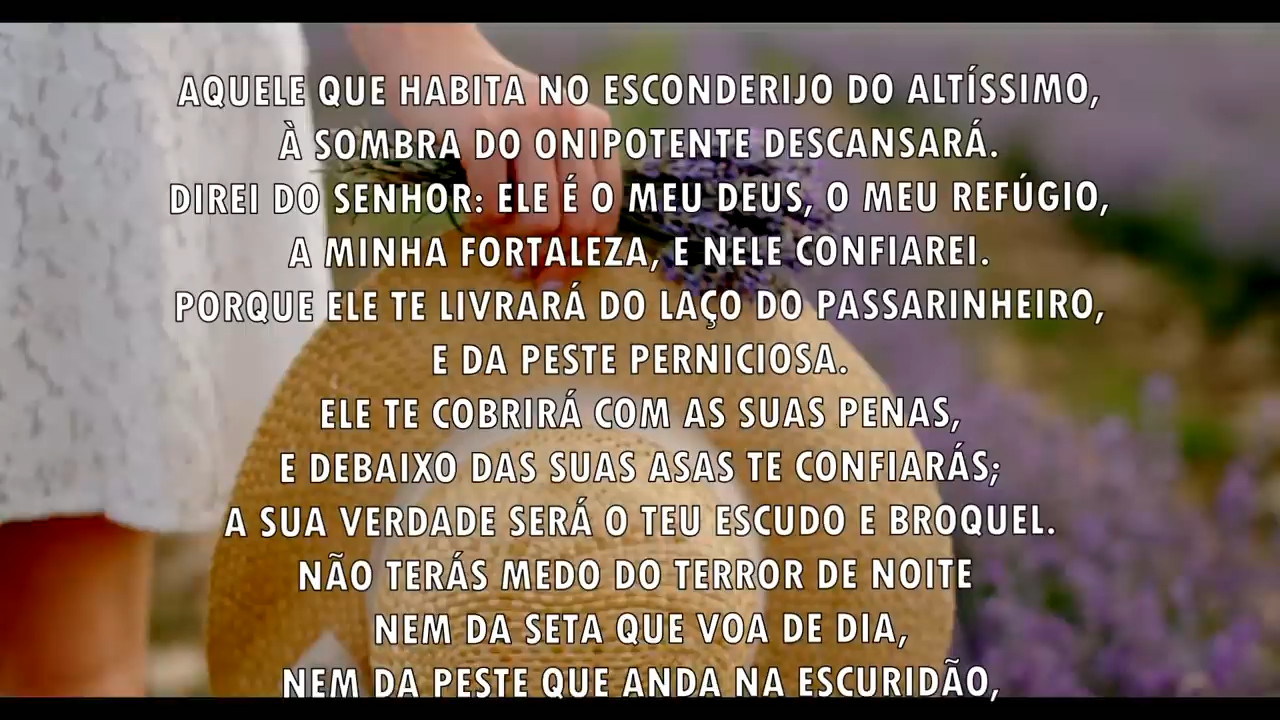 AQUELE QUE HABITA NO ESCONDERIJO DO ALTÍSSIMO,
À SOMBRA DO ONIPOTENTE DESCANSARÁ.
DIREI DO SENHOR: ELE É O MEU DEUS, O MEU REFÚGIO,
A MINHA FORTALEZA, E NELE CONFIAREI.
PORQUE ELE TE LIVRARÁ DO LAÇO DO PASSARINHEIRO,
E DA PESTE PERNICIOSA.
ELE TE COBRIRÁ COM AS SUAS PENAS,
E DEBAIXO DAS SUAS ASAS TE CONFIARÁS;
A SUA VERDADE SERÁ O TEU ESCUDO E BROQUEL.
NÃO TERÁS MEDO DO TERROR DE NOITE
NEM DA SETA QUE VOA DE DIA,
NEM DA PESTE QUE ANDA NA ESCURIDÃO,